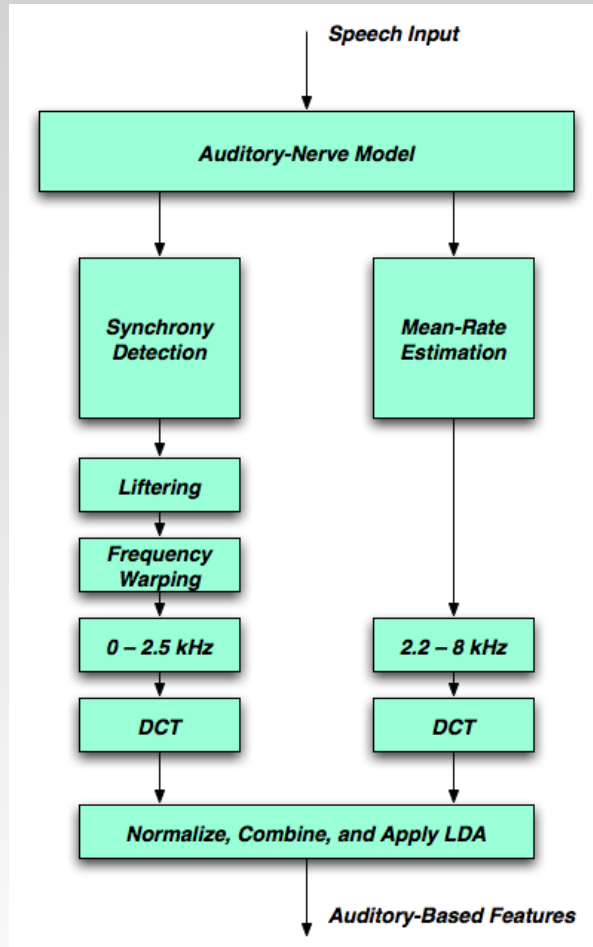 Speech Input
Auditory-Nerve Model
Synchrony
Detection
Mean-Rate
Estimation
Liftering
Frequency
Warping
0 – 2.5 kHz
2.2 – 8 kHz
DCT
DCT
Normalize, Combine, and Apply LDA
Auditory-Based Features